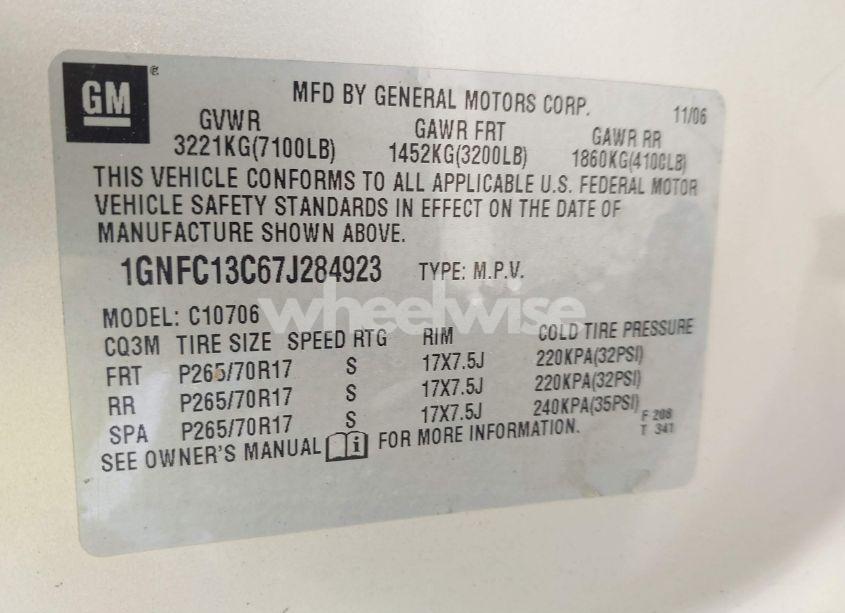 GM ®
MFD BY GENERAL MOTORS CORP. 11/06
GVWR GAWR FRT GAWR RR
3221KG(7100LB) 1452KG(3200LB) 1860KG(4100LB)
THIS VEHICLE CONFORMS TO ALL APPLICABLE U.S. FEDERAL MOTOR
VEHICLE SAFETY STANDARDS IN EFFECT ON THE DATE OF
MANUFACTURE SHOWN ABOVE.
1GNFC13C67J284923 TYPE: M.P.V.
wheelwise
MODEL: C10706
CQ3M TIRE SIZE SPEED RTG RIM COLD TIRE PRESSURE
FRT P265/70R17 S 17X7.5J 220KPA(32PSI)
RR P265/70R17 S 17X7.5J 220KPA(32PSI)
SPA P265/70R17 S 17X7.5J 240KPA(35PSI)
F 208
T 341
SEE OWNER'S MANUAL i FOR MORE INFORMATION.